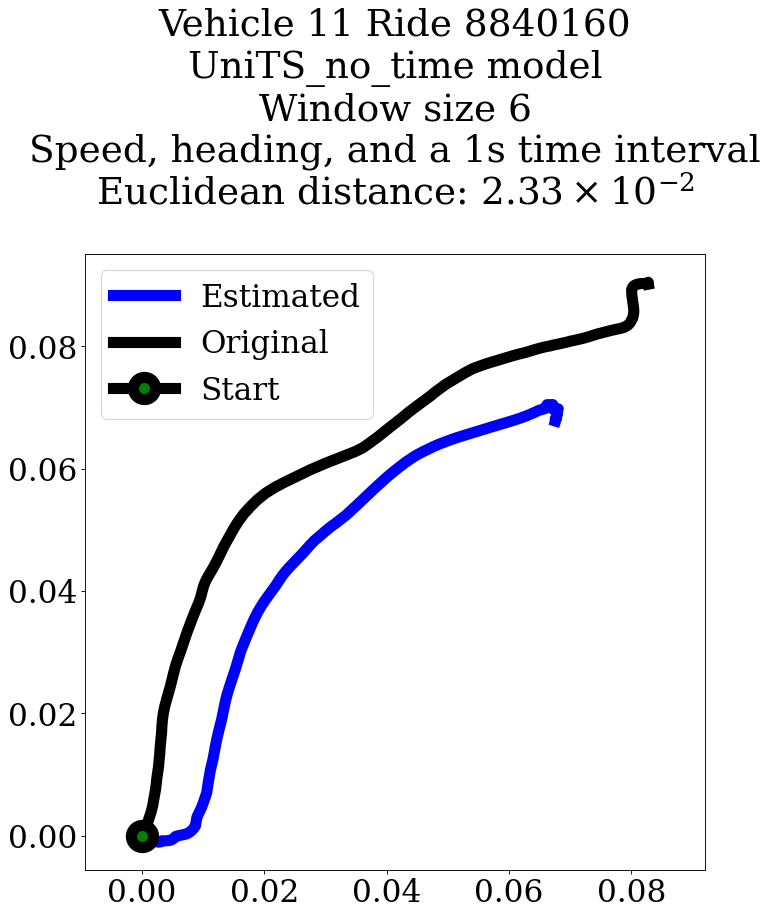 Vehicle 11 Ride 8840160
UniTS_no_time model
Window size 6
Speed, heading, and a 1s time interval
Euclidean distance: 2.33 × 10⁻²
Estimated
Original
Start
0.08
0.06
0.04
0.02
0.00
0.00 0.02 0.04 0.06 0.08